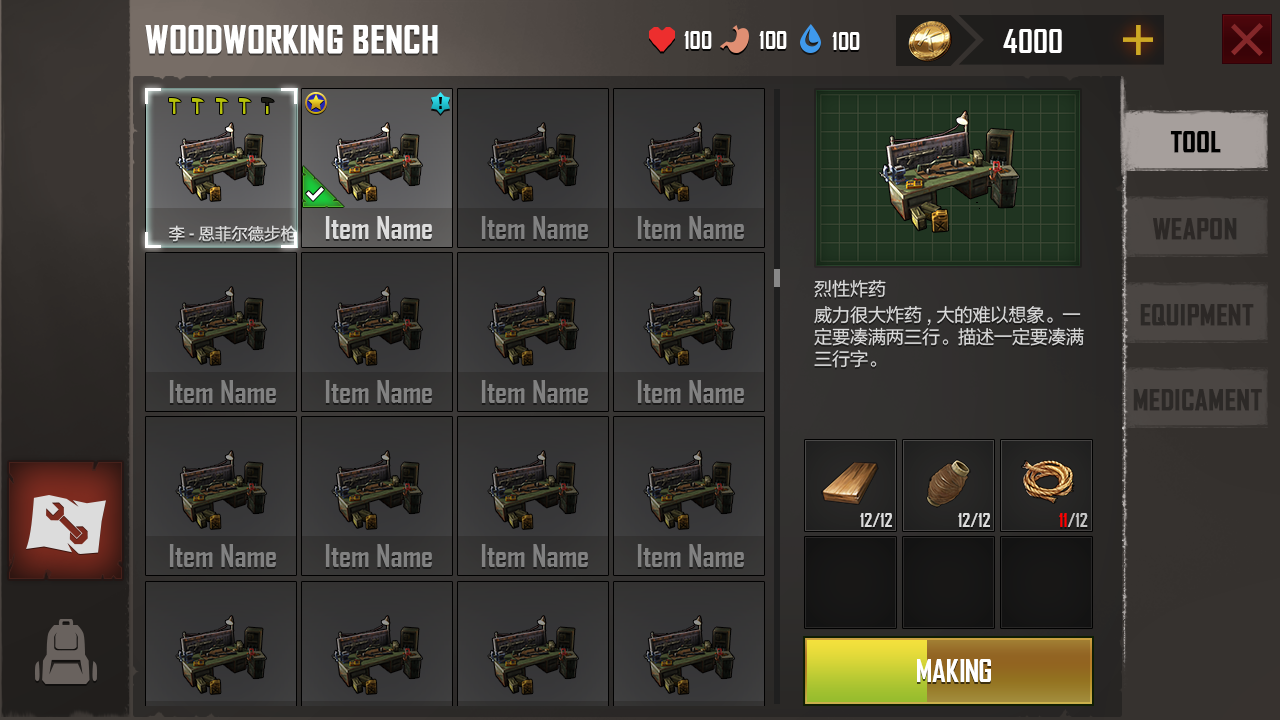 WOODWORKING BENCH
100
100
100
4000
李 - 恩菲尔德步枪
Item Name
Item Name
Item Name
Item Name
Item Name
Item Name
Item Name
Item Name
Item Name
Item Name
Item Name
烈性炸药
威力很大炸药 , 大的难以想象。一
定要凑满两三行。描述一定要凑满
三行字。
12/12
12/12
11/12
MAKING
TOOL
WEAPON
EQUIPMENT
MEDICAMENT